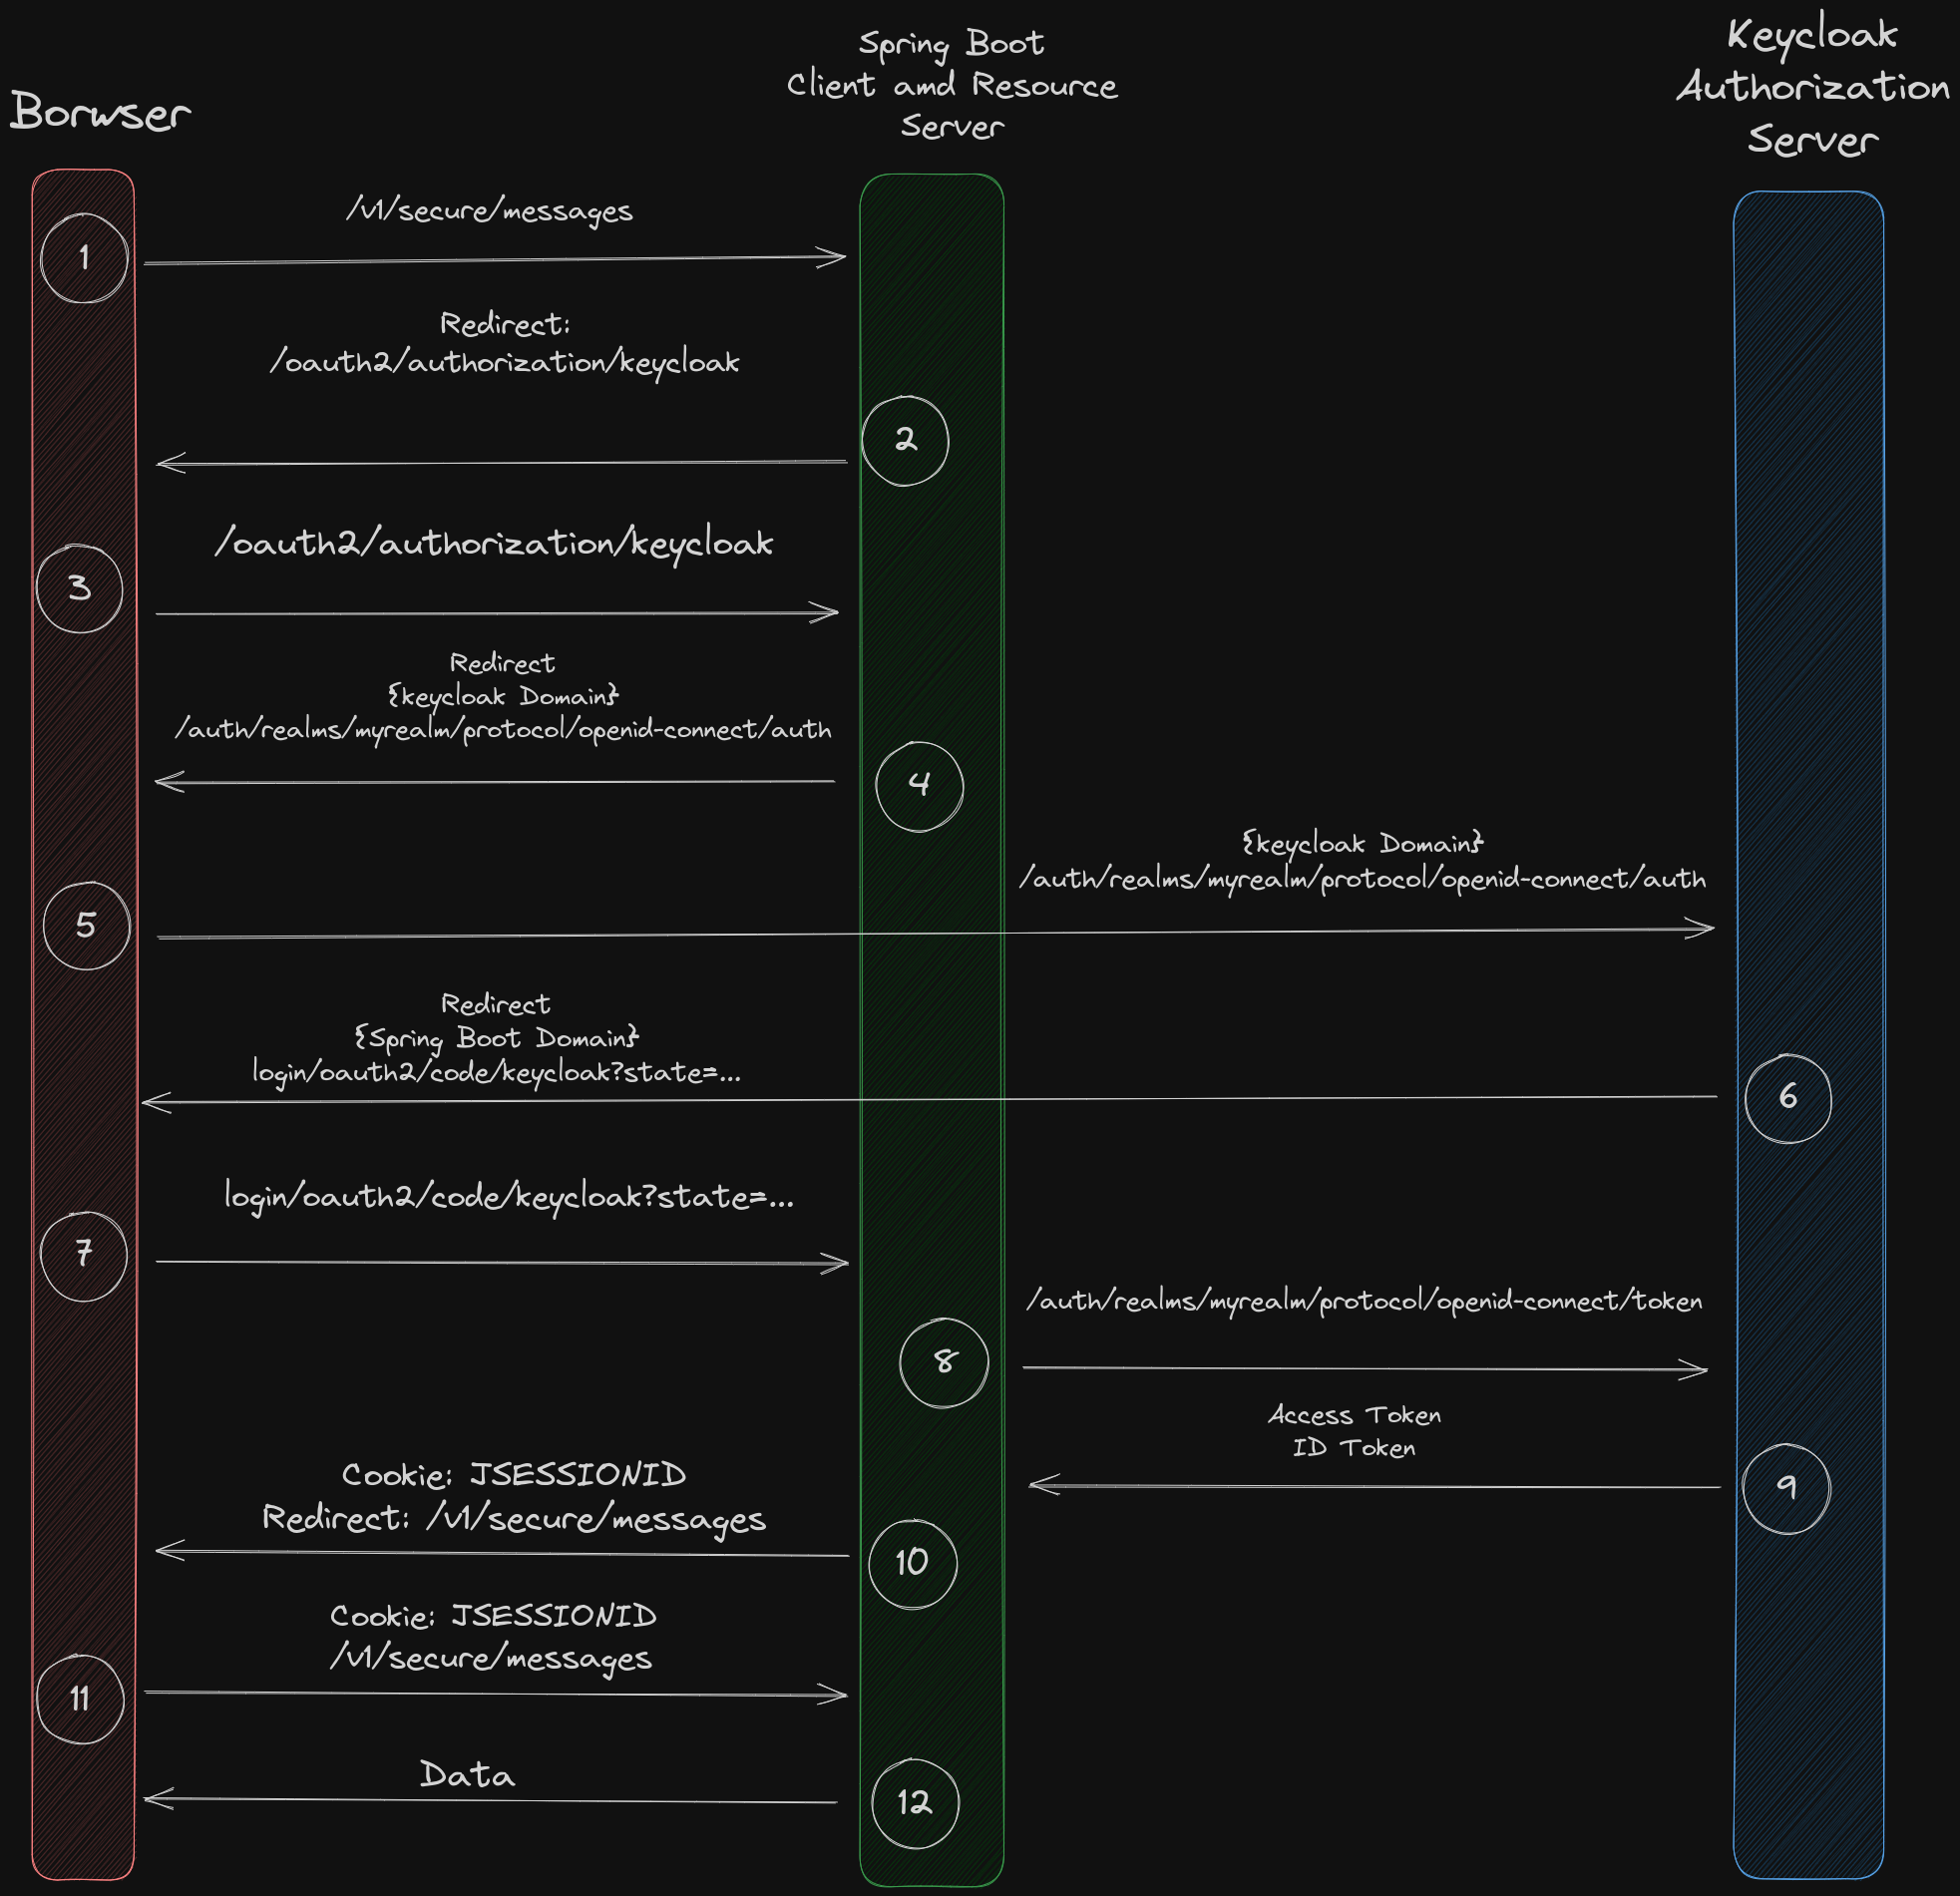 Borwser
Spring Boot
Client amd Resource
Server
Keycloak
Authorization
Server
1
/v1/secure/messages
Redirect:
/oauth2/authorization/keycloak
2
3
/oauth2/authorization/keycloak
Redirect
{keycloak Domain}
/auth/realms/myrealm/protocol/openid-connect/auth
4
5
{keycloak Domain}
/auth/realms/myrealm/protocol/openid-connect/auth
Redirect
{Spring Boot Domain}
login/oauth2/code/keycloak?state=...
6
7
login/oauth2/code/keycloak?state=...
8
/auth/realms/myrealm/protocol/openid-connect/token
Access Token
ID Token
9
Cookie: JSESSIONID
Redirect: /v1/secure/messages
10
11
Cookie: JSESSIONID
/v1/secure/messages
Data
12